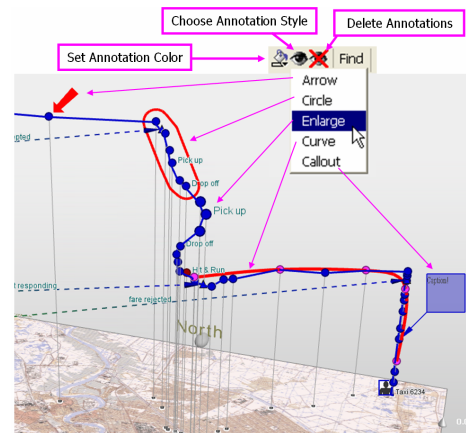 Choose Annotation Style
Delete Annotations
Set Annotation Color
Find
Arrow
Circle
Enlarge
Curve
Callout
Pick up
Drop off
Pick up
Drop off
Hit & Run
responding
fare rejected
Caption!
North
Taxi 6234